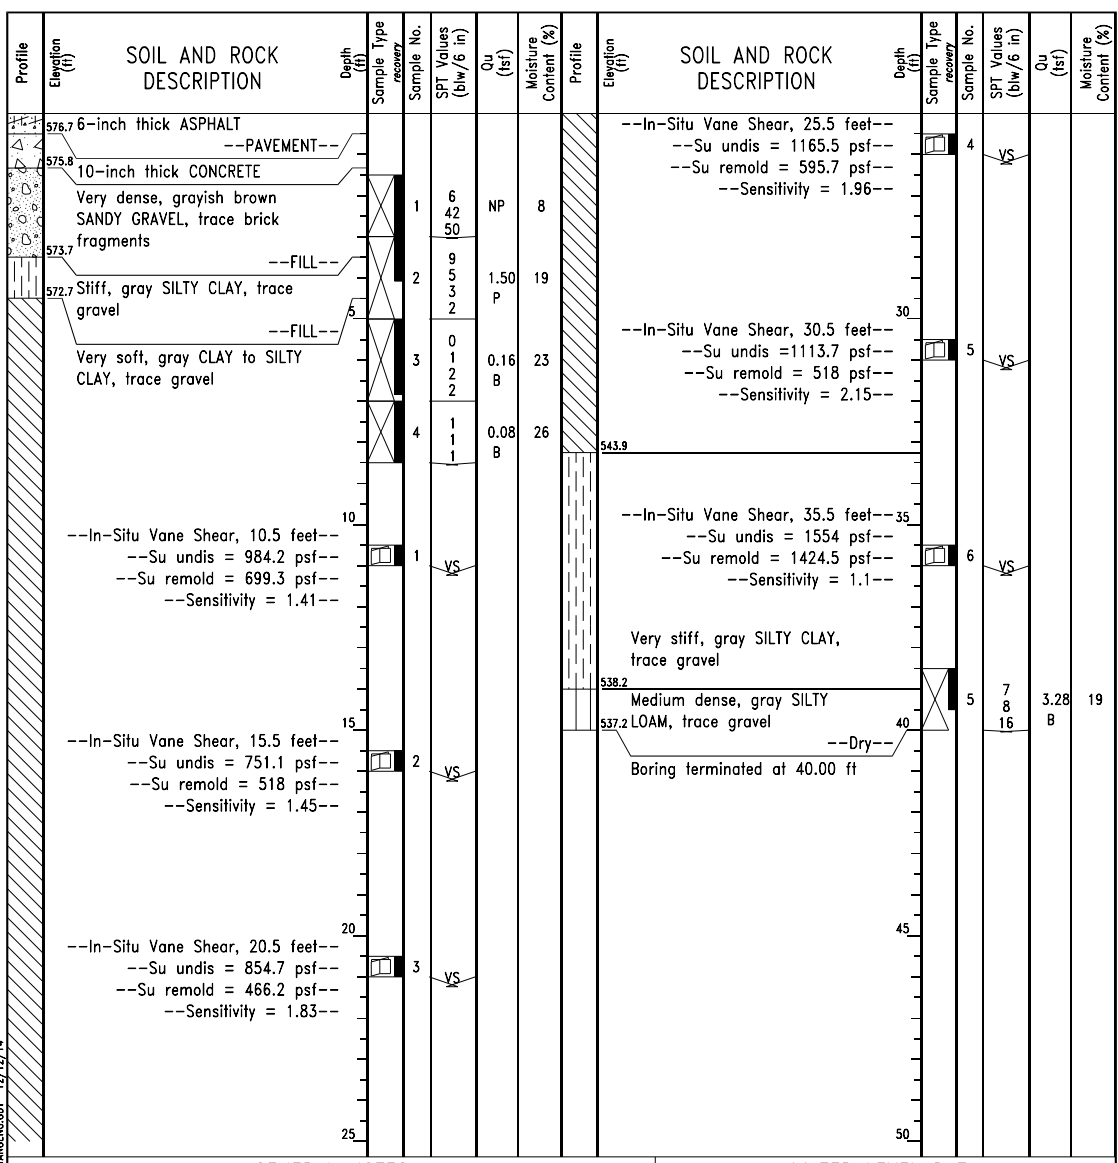 Profile
Elevation (ft)
SOIL AND ROCK
DESCRIPTION
Depth (ft)
Sample Type
recovery
Sample No.
SPT Values (blw/6 in)
Qu (tsf)
Moisture Content (%)
576.7 6-inch thick ASPHALT
--PAVEMENT--
575.8
10-inch thick CONCRETE
Very dense, grayish brown
SANDY GRAVEL, trace brick
fragments
1
6
42
50
NP
8
573.7
--FILL--
2
9
5
3
2
1.50
P
19
572.7 Stiff, gray SILTY CLAY, trace
gravel
5
--FILL--
Very soft, gray CLAY to SILTY
CLAY, trace gravel
3
0
1
2
2
0.16
B
23
4
1
1
1
0.08
B
26
10
--In-Situ Vane Shear, 10.5 feet--
--Su undis = 984.2 psf--
--Su remold = 699.3 psf--
--Sensitivity = 1.41--
1
VS
15
--In-Situ Vane Shear, 15.5 feet--
--Su undis = 751.1 psf--
--Su remold = 518 psf--
--Sensitivity = 1.45--
2
VS
20
--In-Situ Vane Shear, 20.5 feet--
--Su undis = 854.7 psf--
--Su remold = 466.2 psf--
--Sensitivity = 1.83--
3
VS
25
Profile
Elevation (ft)
SOIL AND ROCK
DESCRIPTION
Depth (ft)
Sample Type
recovery
Sample No.
SPT Values (blw/6 in)
Qu (tsf)
Moisture Content (%)
--In-Situ Vane Shear, 25.5 feet--
--Su undis = 1165.5 psf--
--Su remold = 595.7 psf--
--Sensitivity = 1.96--
4
VS
30
--In-Situ Vane Shear, 30.5 feet--
--Su undis =1113.7 psf--
--Su remold = 518 psf--
--Sensitivity = 2.15--
5
VS
543.9
--In-Situ Vane Shear, 35.5 feet--
35
--Su undis = 1554 psf--
--Su remold = 1424.5 psf--
--Sensitivity = 1.1--
6
VS
Very stiff, gray SILTY CLAY,
trace gravel
538.2
Medium dense, gray SILTY
LOAM, trace gravel
5
7
8
16
3.28
B
19
537.2
40
--Dry--
Boring terminated at 40.00 ft
45
50